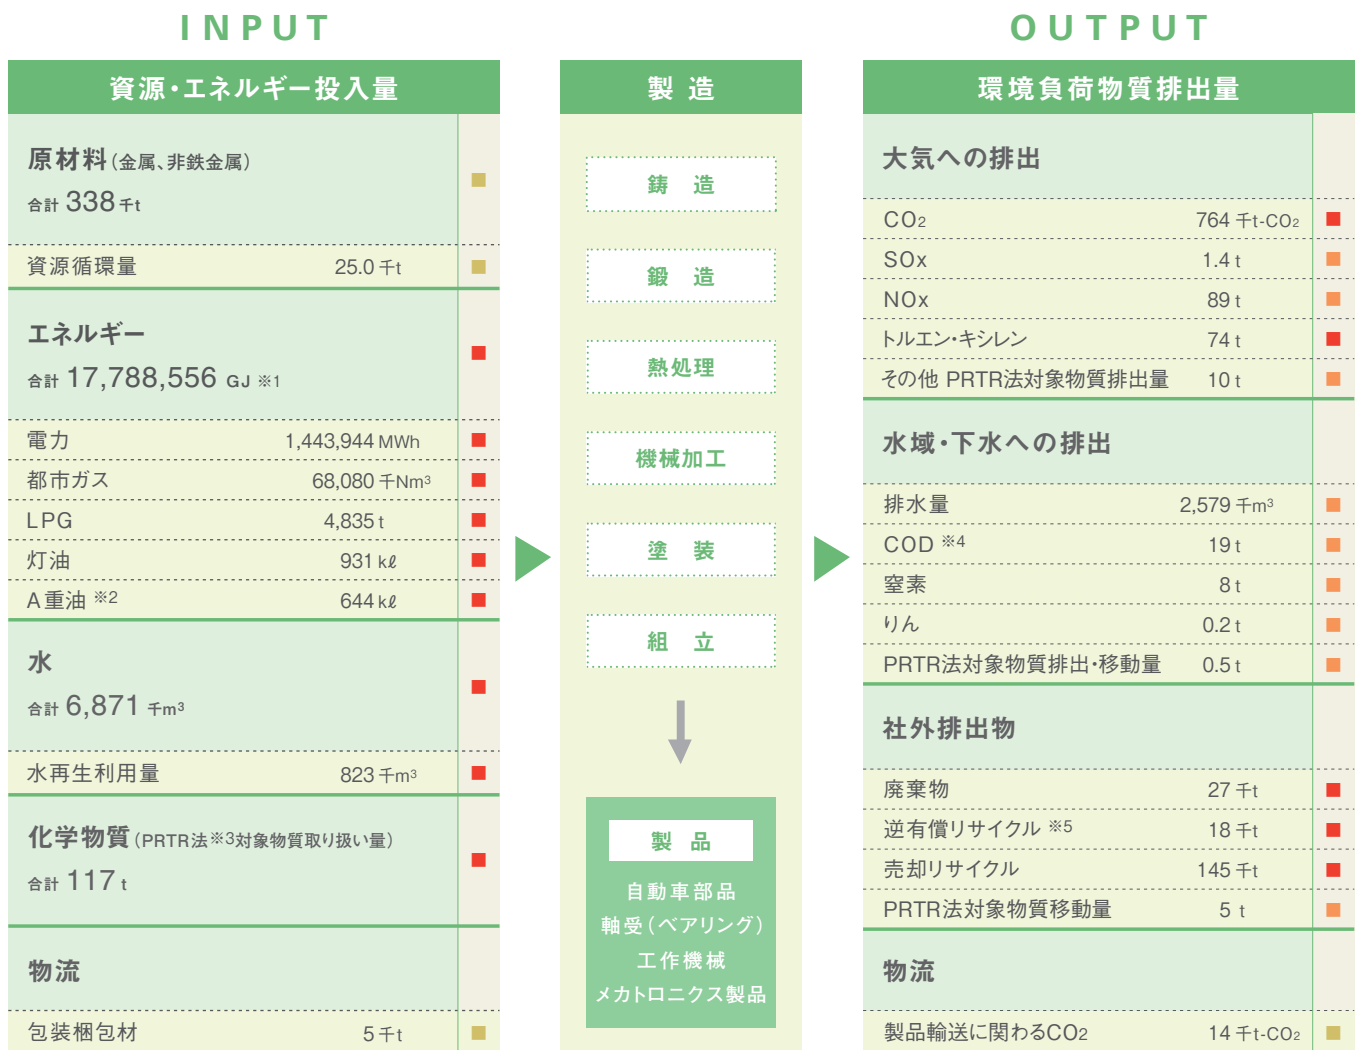 INPUT
資源・エネルギー投入量
原材料(金属、非鉄金属)
合計 338 千t
資源循環量 25.0 千t
エネルギー
合計 17,788,556 GJ ※1
電力 1,443,944 MWh
都市ガス 68,080 千Nm³
LPG 4,835 t
灯油 931 kℓ
A重油 ※2 644 kℓ
水
合計 6,871 千m³
水再生利用量 823 千m³
化学物質(PRTR法※3対象物質取り扱い量)
合計 117 t
物流
包装梱包材 5 千t
製造
鋳造
鍛造
熱処理
機械加工
塗装
組立
製品
自動車部品
軸受(ベアリング)
工作機械
メカトロニクス製品
OUTPUT
環境負荷物質排出量
大気への排出
CO₂ 764 千t-CO₂
SOx 1.4 t
NOx 89 t
トルエン・キシレン 74 t
その他 PRTR法対象物質排出量 10 t
水域・下水への排出
排水量 2,579 千m³
COD ※4 19 t
窒素 8 t
りん 0.2 t
PRTR法対象物質排出・移動量 0.5 t
社外排出物
廃棄物 27 千t
逆有償リサイクル ※5 18 千t
売却リサイクル 145 千t
PRTR法対象物質移動量 5 t
物流
製品輸送に関わるCO₂ 14 千t-CO₂